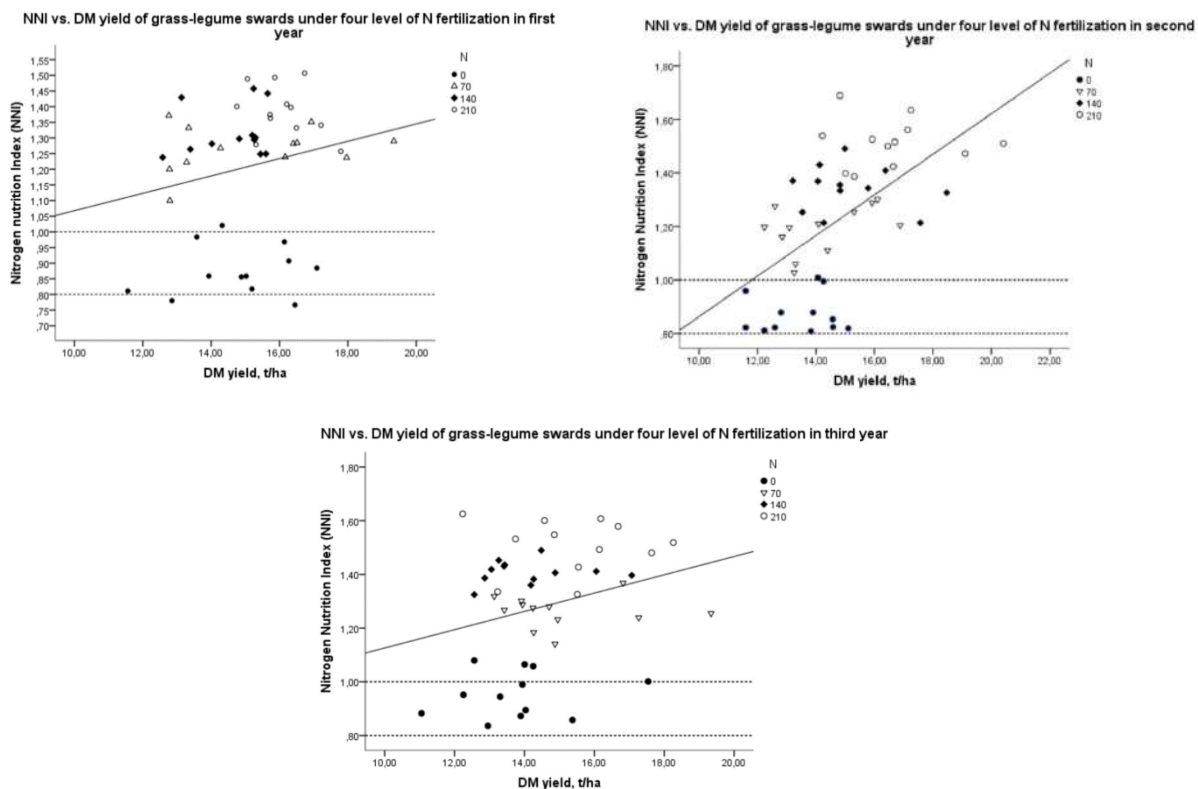 NNI vs. DM yield of grass-legume swards under four level of N fertilization in first
year
Nitrogen nutrition Index (NNI)
1,55
1,50
1,45
1,40
1,35
1,30
1,25
1,20
1,15
1,10
1,05
1,00
,95
,90
,85
,80
,75
,70
10,00 12,00 14,00 16,00 18,00 20,00
DM yield, t/ha
N
0
70
140
210
NNI vs. DM yield of grass-legume swards under four level of N fertilization in second
year
Nitrogen Nutrition Index (NNI)
1,80
1,60
1,40
1,20
1,00
,80
10,00 12,00 14,00 16,00 18,00 20,00 22,00
DM yield, t/ha
N
0
70
140
210
NNI vs. DM yield of grass-legume swards under four level of N fertilization in third year
Nitrogen Nutrition Index (NNI)
1,80
1,60
1,40
1,20
1,00
,80
10,00 12,00 14,00 16,00 18,00 20,00
DM yield, t/ha
N
0
70
140
210